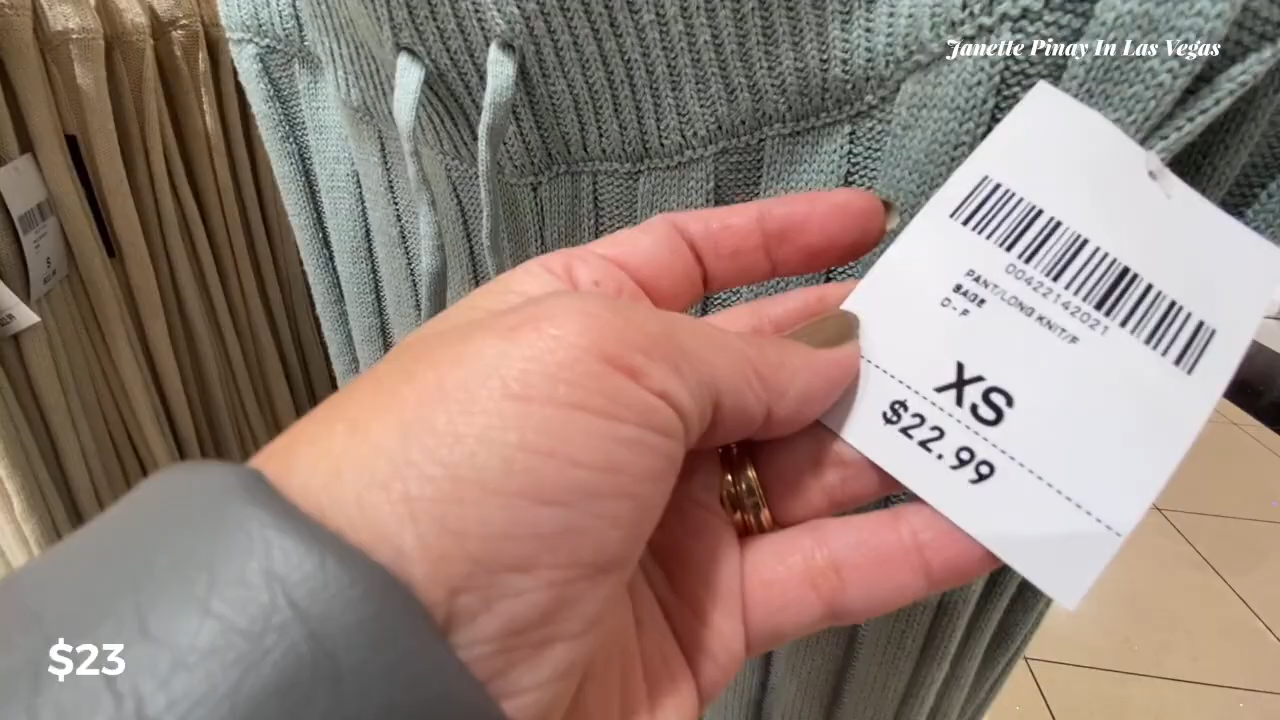 Janette Pinay In Las Vegas
00422142021
PANT/LONG KNIT/F
SAGE
D-F
XS
$22.99
S
$23